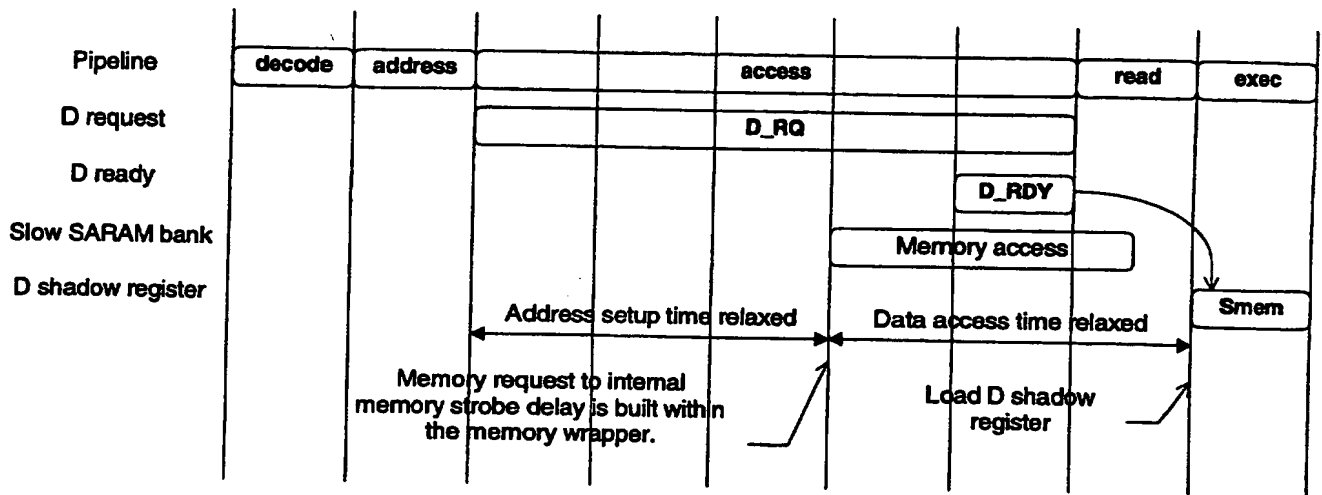 Pipeline decode address access read exec
D request D_RQ
D ready D_RDY
Slow SARAM bank Memory access
D shadow register Smem
Address setup time relaxed Data access time relaxed
Memory request to internal
memory strobe delay is built within
the memory wrapper.
Load D shadow
register